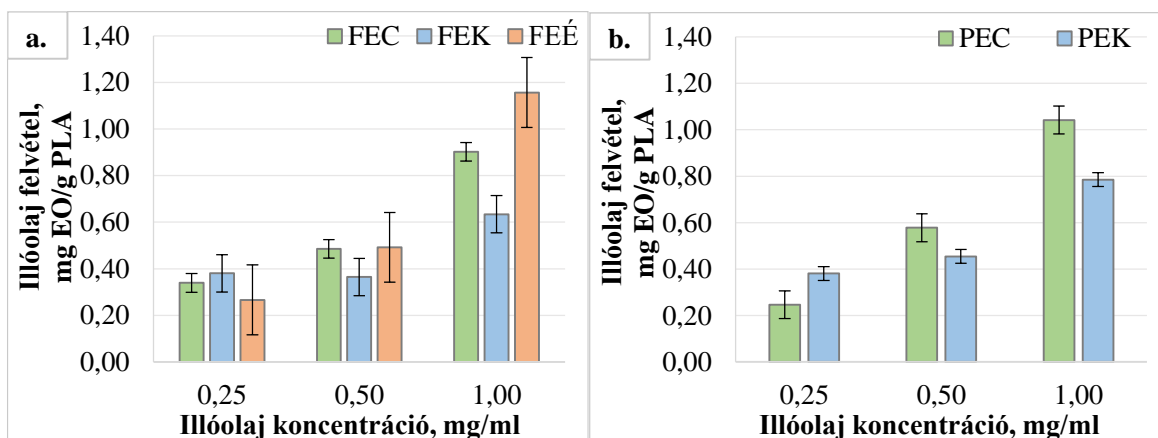 a.
FEC FEK FEÉ
1,40
1,20
1,00
0,80
0,60
0,40
0,20
0,00
Illóolaj felvétel,
mg EO/g PLA
0,25 0,50 1,00
Illóolaj koncentráció, mg/ml
b.
PEC PEK
1,40
1,20
1,00
0,80
0,60
0,40
0,20
0,00
Illóolaj felvétel,
mg EO/g PLA
0,25 0,50 1,00
Illóolaj koncentráció, mg/ml